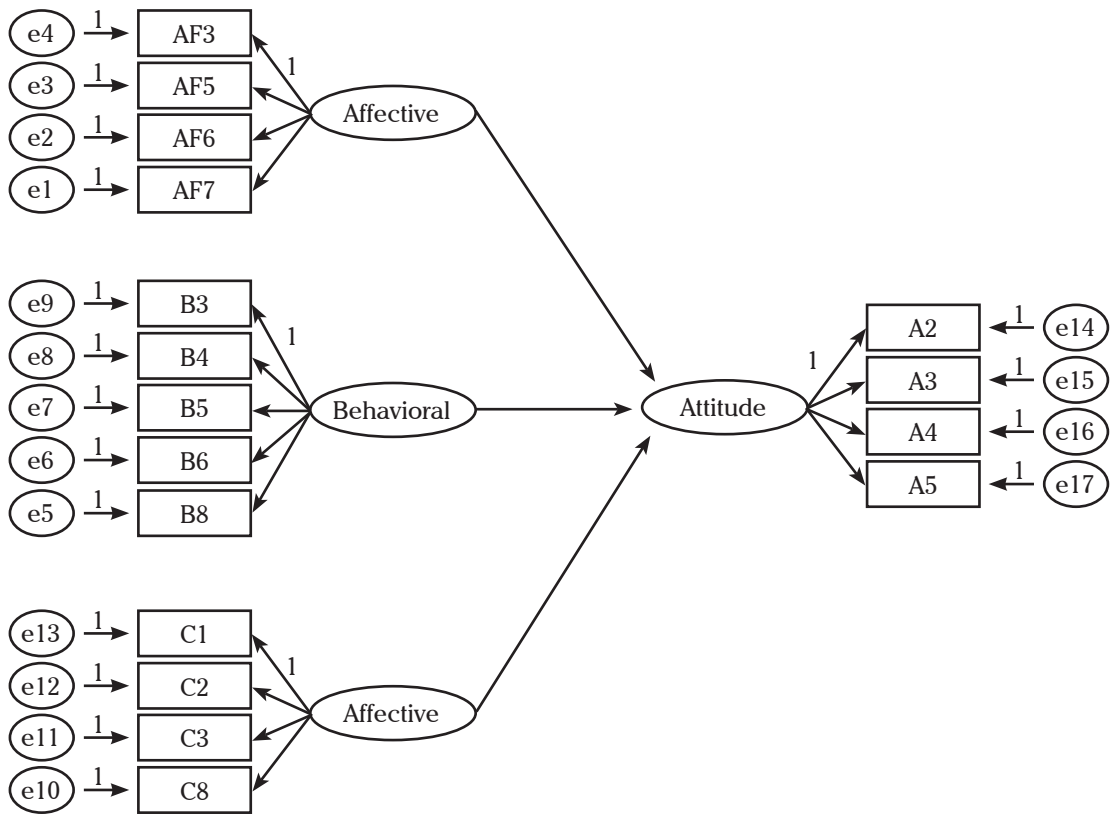 e4
1
AF3
e3
1
AF5
e2
1
AF6
e1
1
AF7
1
Affective
e9
1
B3
e8
1
B4
e7
1
B5
e6
1
B6
e5
1
B8
1
Behavioral
e13
1
C1
e12
1
C2
e11
1
C3
e10
1
C8
1
Affective
Attitude
1
A2
1
e14
A3
1
e15
A4
1
e16
A5
1
e17